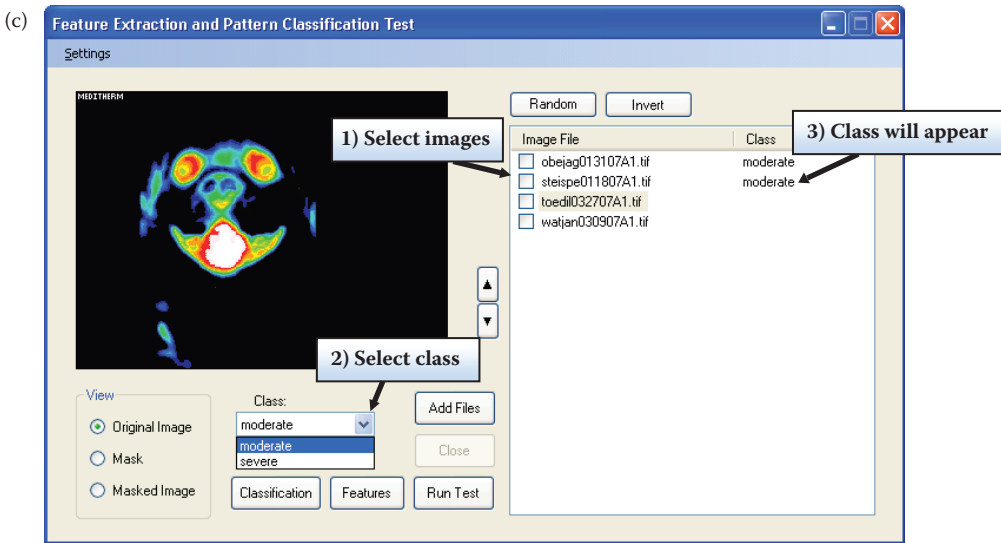 (c)
Feature Extraction and Pattern Classification Test
Settings
MEDITHERM
Random Invert
1) Select images
Image File Class
3) Class will appear
obejag013107A1.tif moderate
steispe011807A1.tif moderate
toedil032707A1.tif
watjan030907A1.tif
2) Select class
View
Original Image
Mask
Masked Image
Class:
moderate
moderate
severe
Add Files
Close
Classification Features Run Test